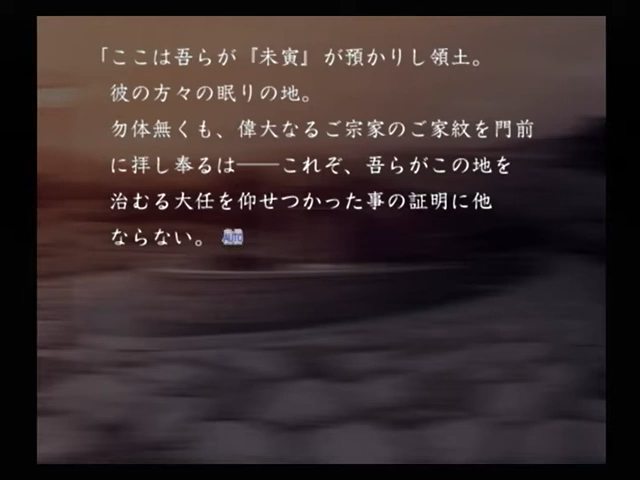 「ここは吾らが『未寅』が預かりし領土。
彼の方々の眠りの地。
勿体無くも、偉大なるご宗家のご家紋を門前
に拝し奉るは――これぞ、吾らがこの地を
治むる大任を仰せつかった事の証明に他
ならない。